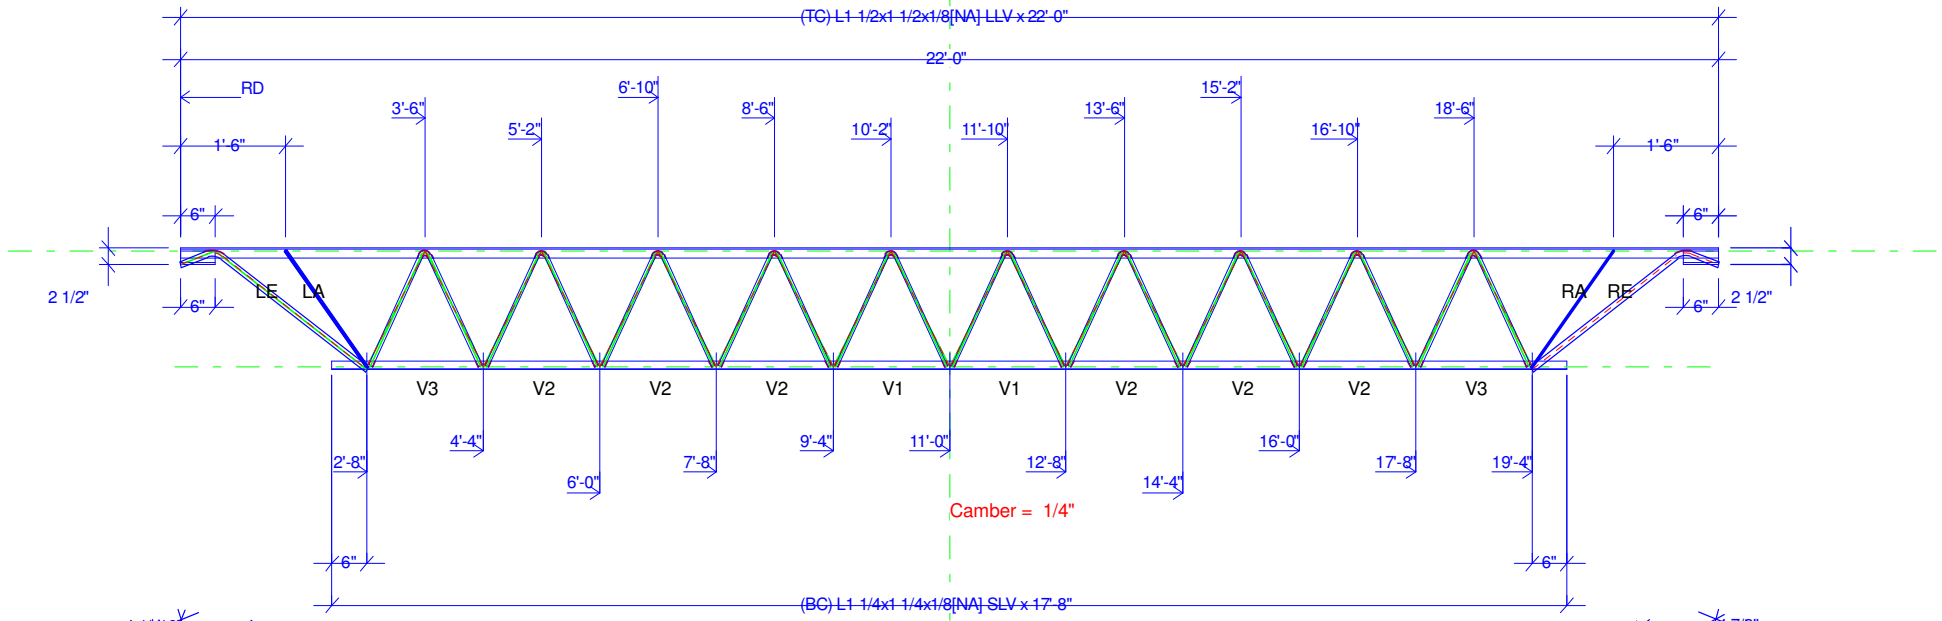 (TC) L1 1/2x1 1/2x1/8[NA] LLV x 22'-0"
22'-0"
RD
6'-10"
15'-2"
3'-6"
8'-6"
13'-6"
18'-6"
5'-2"
10'-2"
11'-10"
16'-10"
1'-6"
1'-6"
6"
6"
2 1/2"
6"
LE
LA
RA
RE
6"
2 1/2"
V3
V2
V2
V2
V1
V1
V2
V2
V2
V3
4'-4"
9'-4"
11'-0"
16'-0"
2'-8"
7'-8"
12'-8"
17'-8"
19'-4"
6'-0"
14'-4"
Camber = 1/4"
6"
6"
(BC) L1 1/4x1 1/4x1/8[NA] SLV x 17'-8"